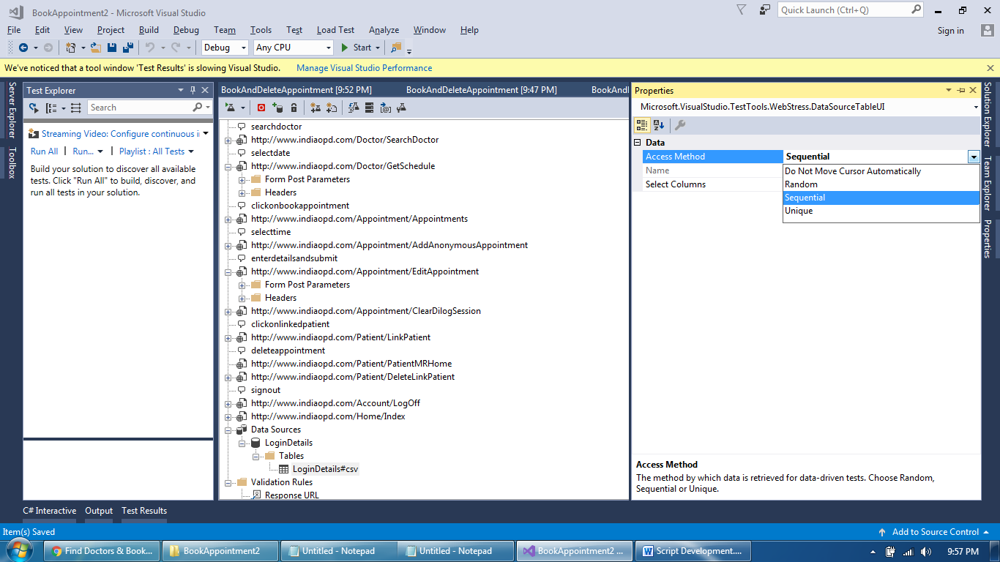 BookAppointment2 - Microsoft Visual Studio
Quick Launch (Ctrl+Q)
File Edit View Project Build Debug Team Tools Test Load Test Analyze Window Help
Sign in
Debug Any CPU Start
We've noticed that a tool window 'Test Results' is slowing Visual Studio. Manage Visual Studio Performance
Server Explorer
Toolbox
Test Explorer
Search
Streaming Video: Configure continuous i
Run All | Run... | Playlist : All Tests
Build your solution to discover all available
tests. Click "Run All" to build, discover, and
run all tests in your solution.
BookAndDeleteAppointment [9:52 PM] BookAndDeleteAppointment [9:47 PM] BookAndI
searchdoctor
http://www.indiaopd.com/Doctor/SearchDoctor
selectdate
http://www.indiaopd.com/Doctor/GetSchedule
Form Post Parameters
Headers
clickonbookappointment
http://www.indiaopd.com/Appointment/Appointments
selecttime
http://www.indiaopd.com/Appointment/AddAnonymousAppointment
enterdetailsandsubmit
http://www.indiaopd.com/Appointment/EditAppointment
Form Post Parameters
Headers
http://www.indiaopd.com/Appointment/ClearDilogSession
clickonlinkedpatient
http://www.indiaopd.com/Patient/LinkPatient
deleteappointment
http://www.indiaopd.com/Patient/PatientMRHome
http://www.indiaopd.com/Patient/DeleteLinkPatient
signout
http://www.indiaopd.com/Account/LogOff
http://www.indiaopd.com/Home/Index
Data Sources
LoginDetails
Tables
LoginDetails#csv
Validation Rules
Response URL
Properties
Microsoft.VisualStudio.TestTools.WebStress.DataSourceTableUI
Data
Access Method Sequential
Name
Select Columns
Do Not Move Cursor Automatically
Random
Sequential
Unique
Access Method
The method by which data is retrieved for data-driven tests. Choose Random,
Sequential or Unique.
Solution Explorer
Team Explorer
Properties
C# Interactive Output Test Results
Item(s) Saved
Add to Source Control
Find Doctors & Book... BookAppointment2 Untitled - Notepad Untitled - Notepad BookAppointment2 ... Script Development....
9:57 PM